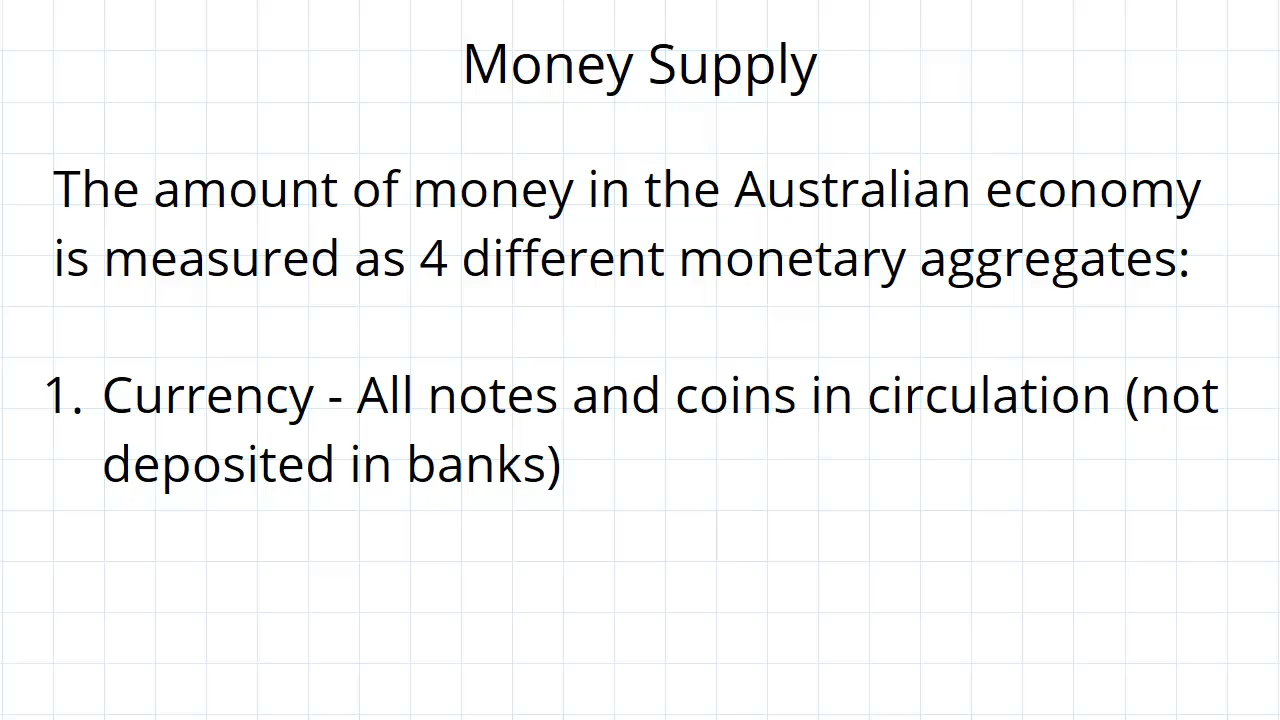 Money Supply
The amount of money in the Australian economy
is measured as 4 different monetary aggregates:
1. Currency - All notes and coins in circulation (not
deposited in banks)